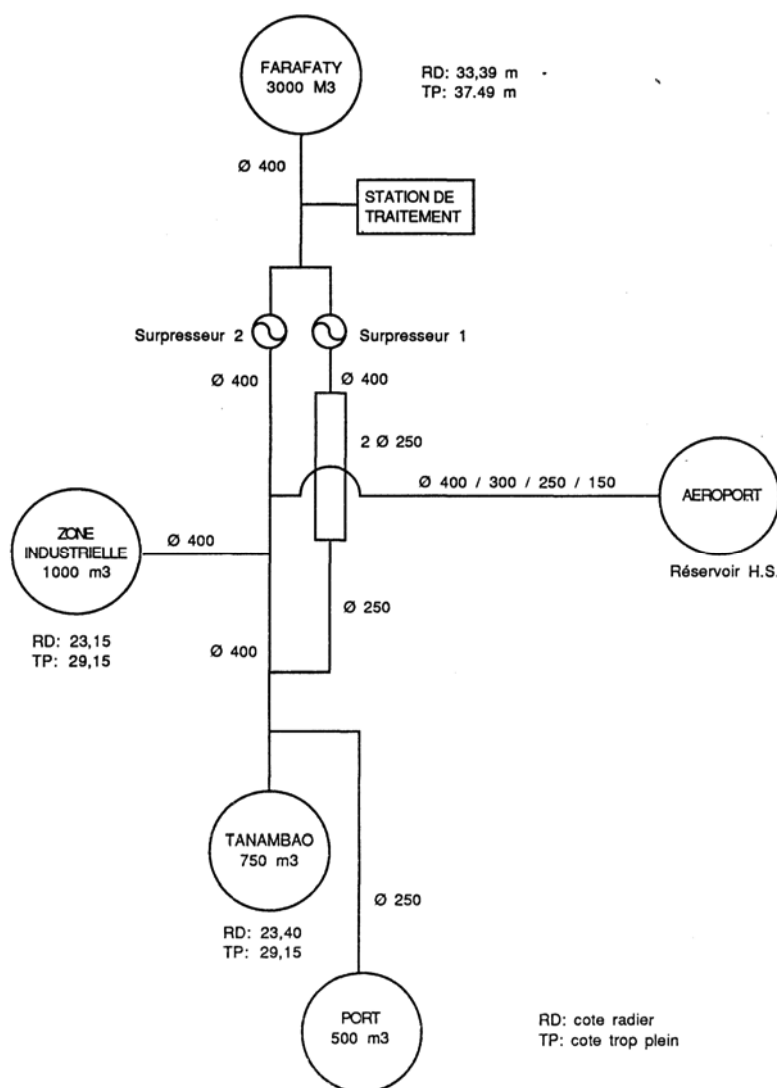 FARAFATY
3000 M3
RD: 33,39 m
TP: 37.49 m
Ø 400
STATION DE
TRAITEMENT
Surpresseur 2
Surpresseur 1
Ø 400
Ø 400
2 Ø 250
Ø 400 / 300 / 250 / 150
AEROPORT
Réservoir H.S.
ZONE
INDUSTRIELLE
1000 m3
Ø 400
RD: 23,15
TP: 29,15
Ø 250
Ø 400
TANAMBAO
750 m3
RD: 23,40
TP: 29,15
Ø 250
PORT
500 m3
RD: cote radier
TP: cote trop plein